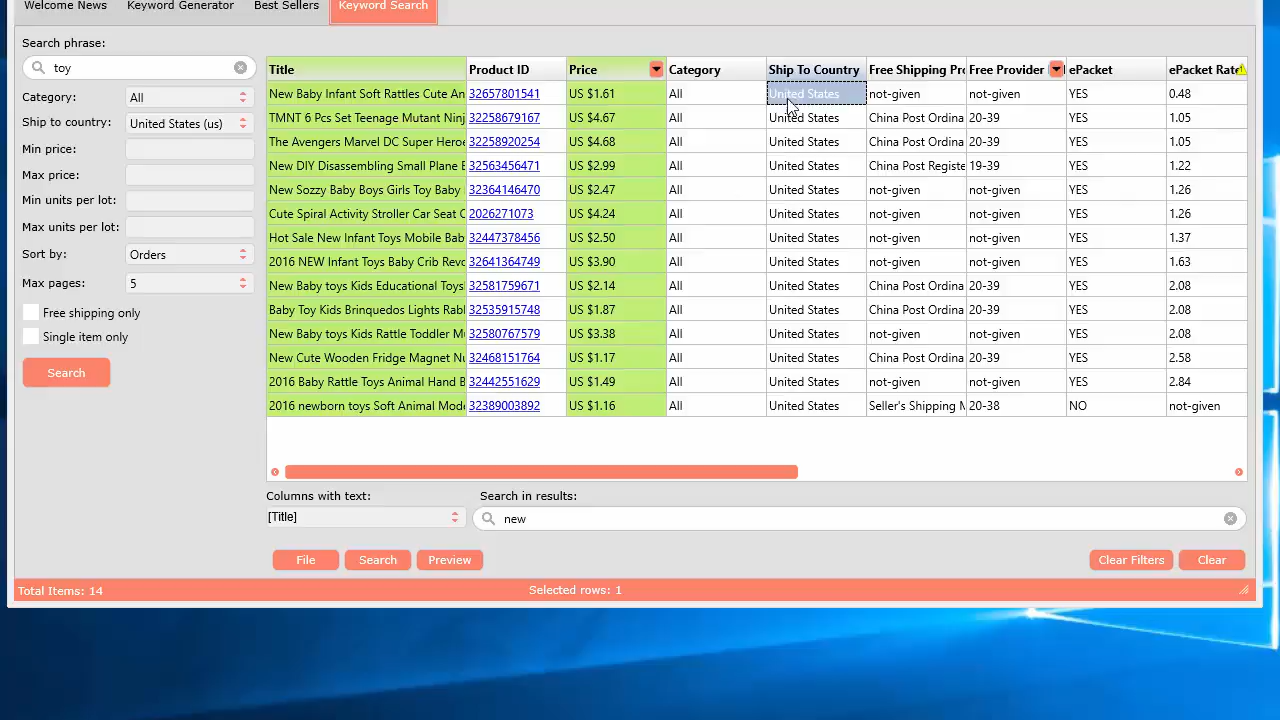 Welcome News Keyword Generator Best Sellers Keyword Search
Search phrase:
toy
Category: All
Ship to country: United States (us)
Min price:
Max price:
Min units per lot:
Max units per lot:
Sort by: Orders
Max pages: 5
Free shipping only
Single item only
Search
Title Product ID Price Category Ship To Country Free Shipping Pro Free Provider ePacket ePacket Rate
New Baby Infant Soft Rattles Cute An 32657801541 US $1.61 All United States not-given not-given YES 0.48
TMNT 6 Pcs Set Teenage Mutant Ninj 32258679167 US $4.67 All United States China Post Ordina 20-39 YES 1.05
The Avengers Marvel DC Super Heroe 32258920254 US $4.68 All United States China Post Ordina 20-39 YES 1.05
New DIY Disassembling Small Plane B 32563456471 US $2.99 All United States China Post Registe 19-39 YES 1.22
New Sozzy Baby Boys Girls Toy Baby 32364146470 US $2.47 All United States not-given not-given YES 1.26
Cute Spiral Activity Stroller Car Seat C 2026271073 US $4.24 All United States not-given not-given YES 1.26
Hot Sale New Infant Toys Mobile Bab 32447378456 US $2.50 All United States not-given not-given YES 1.37
2016 NEW Infant Toys Baby Crib Revo 32641364749 US $3.90 All United States not-given not-given YES 1.63
New Baby toys Kids Educational Toys 32581759671 US $2.14 All United States China Post Ordina 20-39 YES 2.08
Baby Toy Kids Brinquedos Lights Rabl 32535915748 US $1.87 All United States China Post Ordina 20-39 YES 2.08
New Baby toys Kids Rattle Toddler M 32580767579 US $3.38 All United States not-given not-given YES 2.08
New Cute Wooden Fridge Magnet Nu 32468151764 US $1.17 All United States China Post Ordina 20-39 YES 2.58
2016 Baby Rattle Toys Animal Hand B 32442551629 US $1.49 All United States not-given not-given YES 2.84
2016 newborn toys Soft Animal Mode 32389003892 US $1.16 All United States Seller's Shipping M 20-38 NO not-given
Columns with text: Search in results:
[Title] new
File Search Preview Clear Filters Clear
Total Items: 14 Selected rows: 1